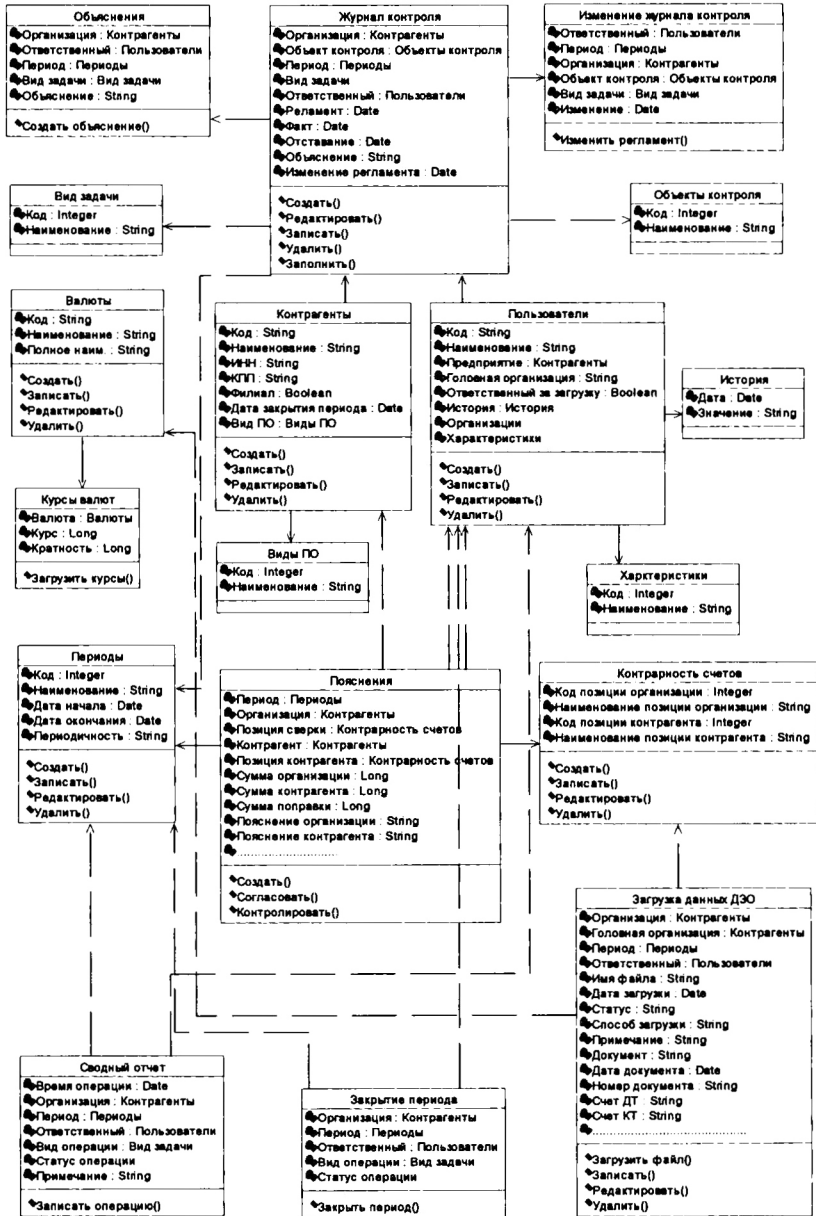 Объяснения
Организация : Контрагенты
Ответственный : Пользователи
Период : Периоды
Вид задачи : Вид задачи
Объяснение : String
Создать объяснение()
Журнал контроля
Организация : Контрагенты
Объект контроля : Объекты контроля
Период : Периоды
Вид задачи
Ответственный : Пользователи
Реламент : Date
Факт : Date
Отставание : Date
Объяснение : String
Изменение регламента : Date
Создать()
Редактировать()
Записать()
Удалить()
Заполнить()
Изменение журнала контроля
Ответственный : Пользователи
Период : Периоды
Организация : Контрагенты
Объект контроля : Объекты контроля
Вид задачи : Вид задачи
Изменение : Date
Изменить регламент()
Вид задачи
Код : Integer
Наименование : String
Объекты контроля
Код : Integer
Наименование : String
Валюты
Код : String
Наименование : String
Полное наим. : String
Создать()
Записать()
Редактировать()
Удалить()
Контрагенты
Код : String
Наименование : String
ИНН : String
КПП : String
Филиал : Boolean
Дата закрытия периода : Date
Вид ПО : Виды ПО
Создать()
Записать()
Редактировать()
Удалить()
Пользователи
Код : String
Наименование : String
Предприятие : Контрагенты
Головная организация : String
Ответственный за загрузку : Boolean
История : История
Организации
Характеристики
Создать()
Записать()
Редактировать()
Удалить()
История
Дата : Date
Значение : String
Курсы валют
Валюта : Валюты
Курс : Long
Кратность : Long
Загрузить курсы()
Виды ПО
Код : Integer
Наименование : String
Харктеристики
Код : Integer
Наименование : String
Периоды
Код : Integer
Наименование : String
Дата начала : Date
Дата окончания : Date
Периодичность : String
Создать()
Записать()
Редактировать()
Удалить()
Пояснения
Период : Периоды
Организация : Контрагенты
Позиция сверки : Контрарность счетов
Контрагент : Контрагенты
Позиция контрагента : Контрарность счетов
Сумма организации : Long
Сумма контрагента : Long
Сумма поправки : Long
Пояснение организации : String
Пояснение контрагента : String
........................
Создать()
Согласовать()
Контролировать()
Контрарность счетов
Код позиции организации : Integer
Наименование позиции организации : String
Код позиции контрагента : Integer
Наименование позиции контрагента : String
Создать()
Записать()
Редактировать()
Удалить()
Загрузка данных ДЗО
Организация : Контрагенты
Головная организация : Контрагенты
Период : Периоды
Ответственный : Пользователи
Имя файла : String
Дата загрузки : Date
Статус : String
Способ загрузки : String
Примечание : String
Документ : String
Дата документа : Date
Номер документа : String
Счет ДТ : String
Счет КТ : String
........................
Загрузить файл()
Записать()
Редактировать()
Удалить()
Сводный отчет
Время операции : Date
Организация : Контрагенты
Период : Периоды
Ответственный : Пользователи
Вид операции : Вид задачи
Статус операции
Примечание : String
Записать операцию()
Закрытие периода
Организация : Контрагенты
Период : Периоды
Ответственный : Пользователи
Вид операции : Вид задачи
Статус операции
Закрыть период()